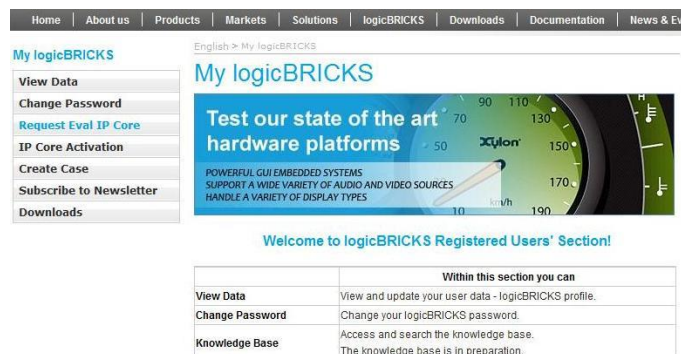 Home About us Products Markets Solutions logicBRICKS Downloads Documentation News & Ev
My logicBRICKS
View Data
Change Password
Request Eval IP Core
IP Core Activation
Create Case
Subscribe to Newsletter
Downloads
English > My logicBRICKS
My logicBRICKS
Test our state of the art
hardware platforms
POWERFUL GUI EMBEDDED SYSTEMS
SUPPORT A WIDE VARIETY OF AUDIO AND VIDEO SOURCES
HANDLE A VARIETY OF DISPLAY TYPES
90 110
70 130
50 Xylon 150
170
km/h
10 190
H
Welcome to logicBRICKS Registered Users' Section!
Within this section you can
View Data View and update your user data - logicBRICKS profile.
Change Password Change your logicBRICKS password.
Knowledge Base Access and search the knowledge base.
The knowledge base is in preparation.